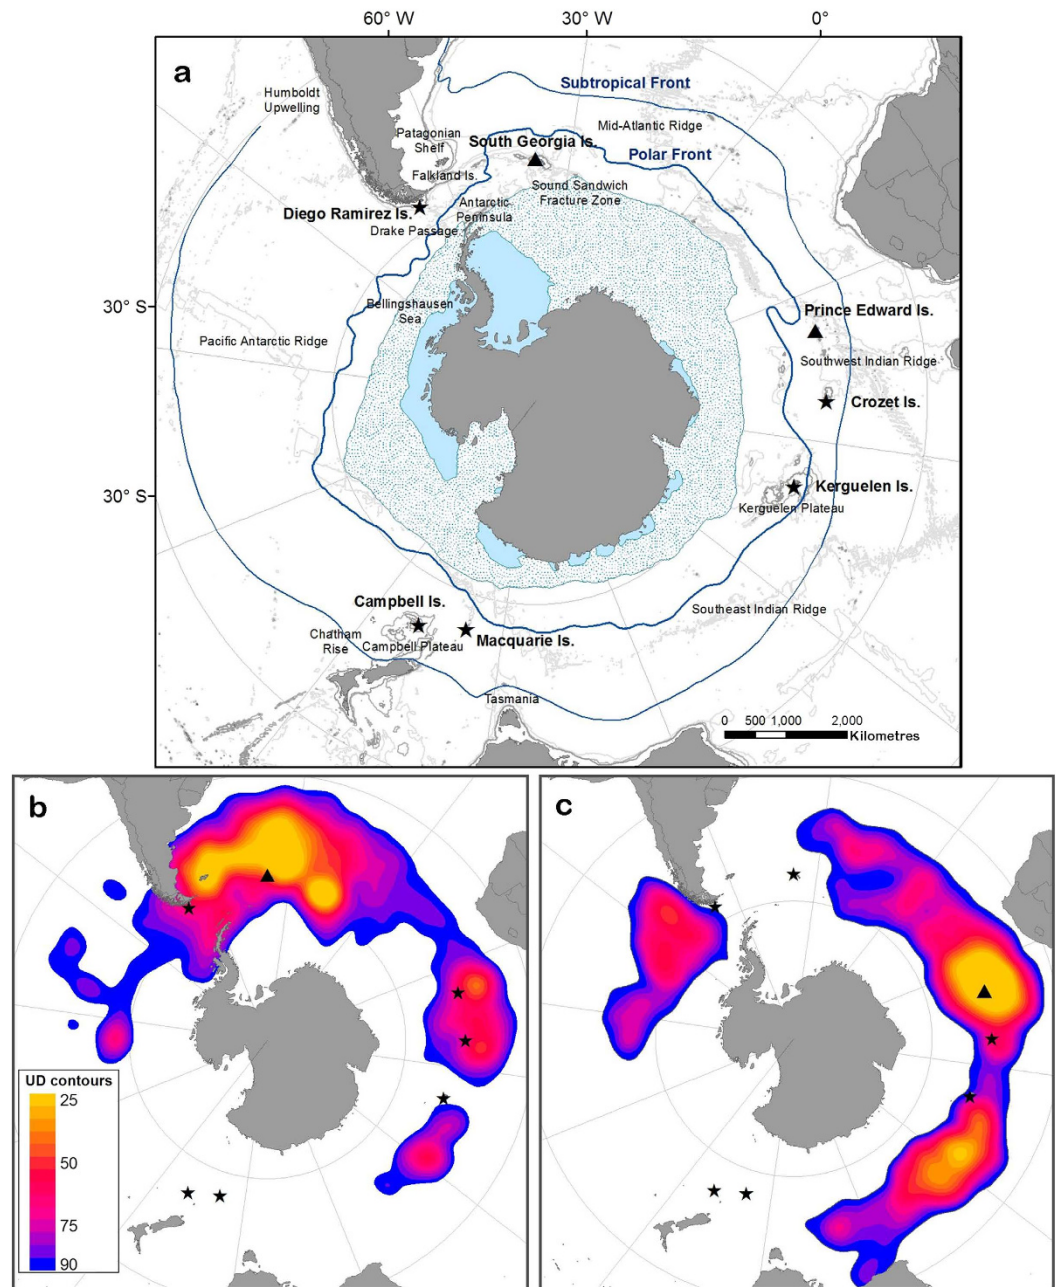 60° W
30° W
0°
a
Subtropical Front
Humboldt
Upwelling
Mid-Atlantic Ridge
Patagonian
Shelf
South Georgia Is.
Polar Front
Falkland Is.
Sound Sandwich
Fracture Zone
Antarctic
Peninsula
Diego Ramirez Is.
Drake Passage
30° S
Bellingshausen
Sea
Prince Edward Is.
Pacific Antarctic Ridge
Southwest Indian Ridge
Crozet Is.
30° S
Kerguelen Is.
Kerguelen Plateau
Campbell Is.
Southeast Indian Ridge
Chatham
Rise
Campbell Plateau
Macquarie Is.
Tasmania
0 500 1,000 2,000
Kilometres
b
UD contours
25
50
75
90
c